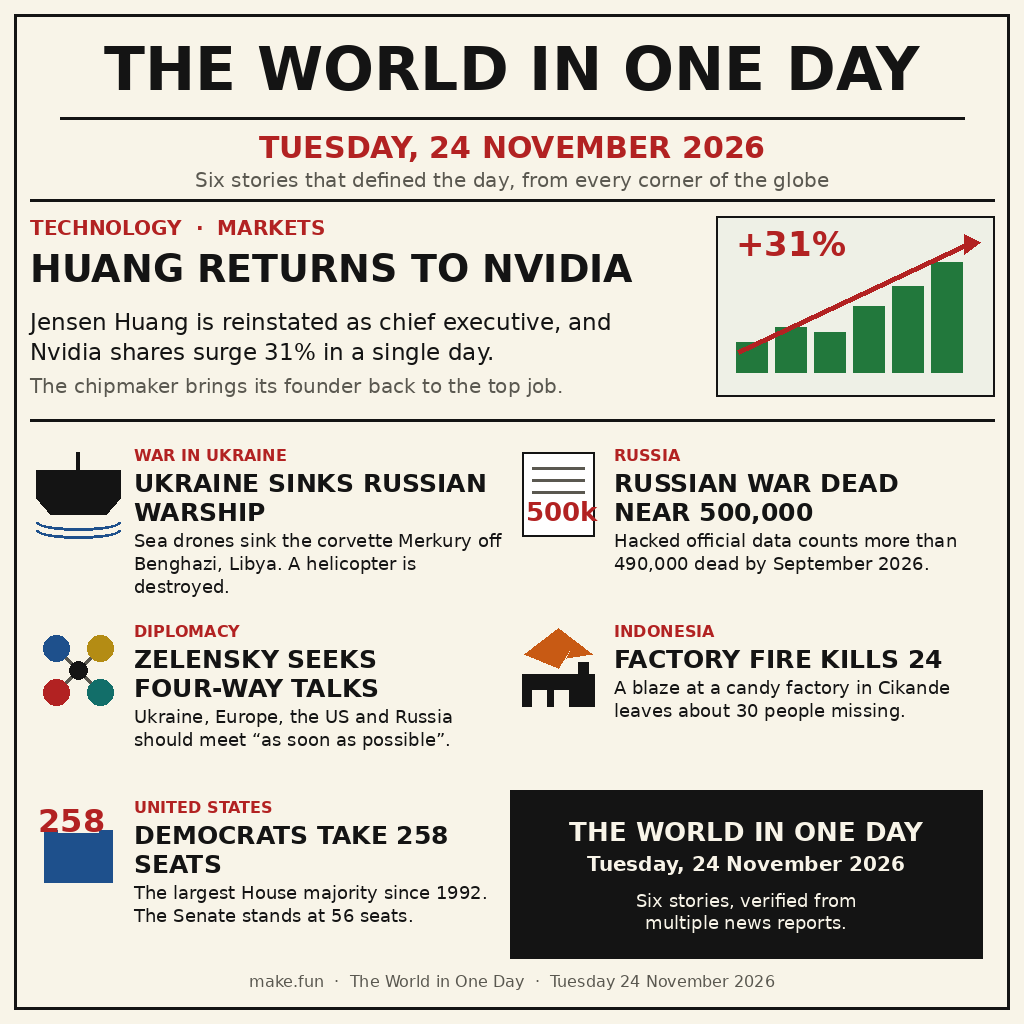 THE WORLD IN ONE DAY
TUESDAY, 24 NOVEMBER 2026
Six stories that defined the day, from every corner of the globe
TECHNOLOGY · MARKETS
HUANG RETURNS TO NVIDIA
Jensen Huang is reinstated as chief executive, and
Nvidia shares surge 31% in a single day.
The chipmaker brings its founder back to the top job.
+31%
WAR IN UKRAINE
UKRAINE SINKS RUSSIAN
WARSHIP
Sea drones sink the corvette Merkury off
Benghazi, Libya. A helicopter is
destroyed.
500k
RUSSIA
RUSSIAN WAR DEAD
NEAR 500,000
Hacked official data counts more than
490,000 dead by September 2026.
DIPLOMACY
ZELENSKY SEEKS
FOUR-WAY TALKS
Ukraine, Europe, the US and Russia
should meet “as soon as possible”.
INDONESIA
FACTORY FIRE KILLS 24
A blaze at a candy factory in Cikande
leaves about 30 people missing.
258
UNITED STATES
DEMOCRATS TAKE 258
SEATS
The largest House majority since 1992.
The Senate stands at 56 seats.
THE WORLD IN ONE DAY
Tuesday, 24 November 2026
Six stories, verified from
multiple news reports.
make.fun · The World in One Day · Tuesday 24 November 2026